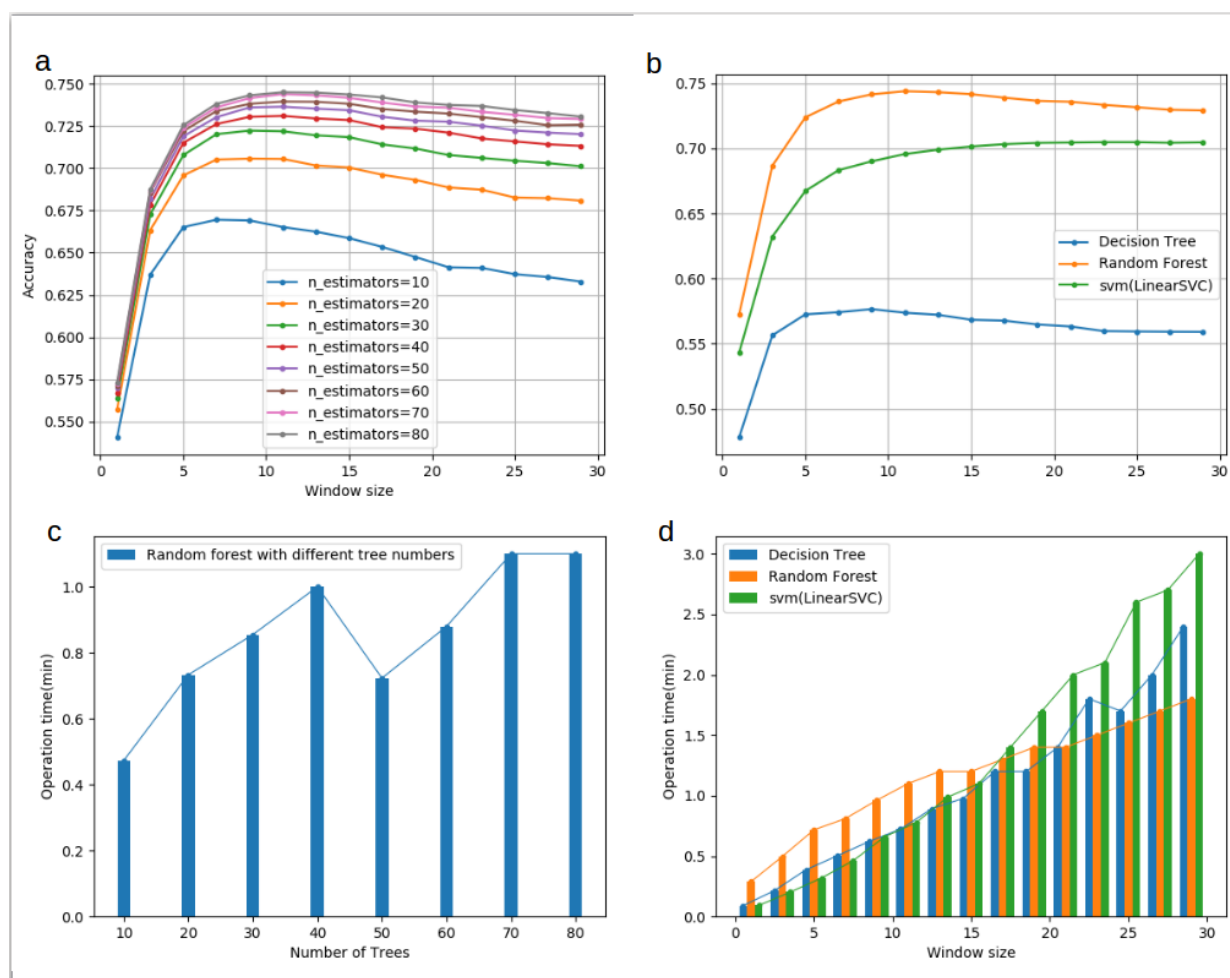 a
0.750
0.725
0.700
0.675
0.650
0.625
0.600
0.575
0.550
Accuracy
n_estimators=10
n_estimators=20
n_estimators=30
n_estimators=40
n_estimators=50
n_estimators=60
n_estimators=70
n_estimators=80
0 5 10 15 20 25 30
Window size
b
0.75
0.70
0.65
0.60
0.55
0.50
Decision Tree
Random Forest
svm(LinearSVC)
0 5 10 15 20 25 30
c
Random forest with different tree numbers
1.0
0.8
0.6
0.4
0.2
0.0
Operation time(min)
10 20 30 40 50 60 70 80
Number of Trees
d
Decision Tree
Random Forest
svm(LinearSVC)
3.0
2.5
2.0
1.5
1.0
0.5
0.0
Operation time(min)
0 5 10 15 20 25 30
Window size